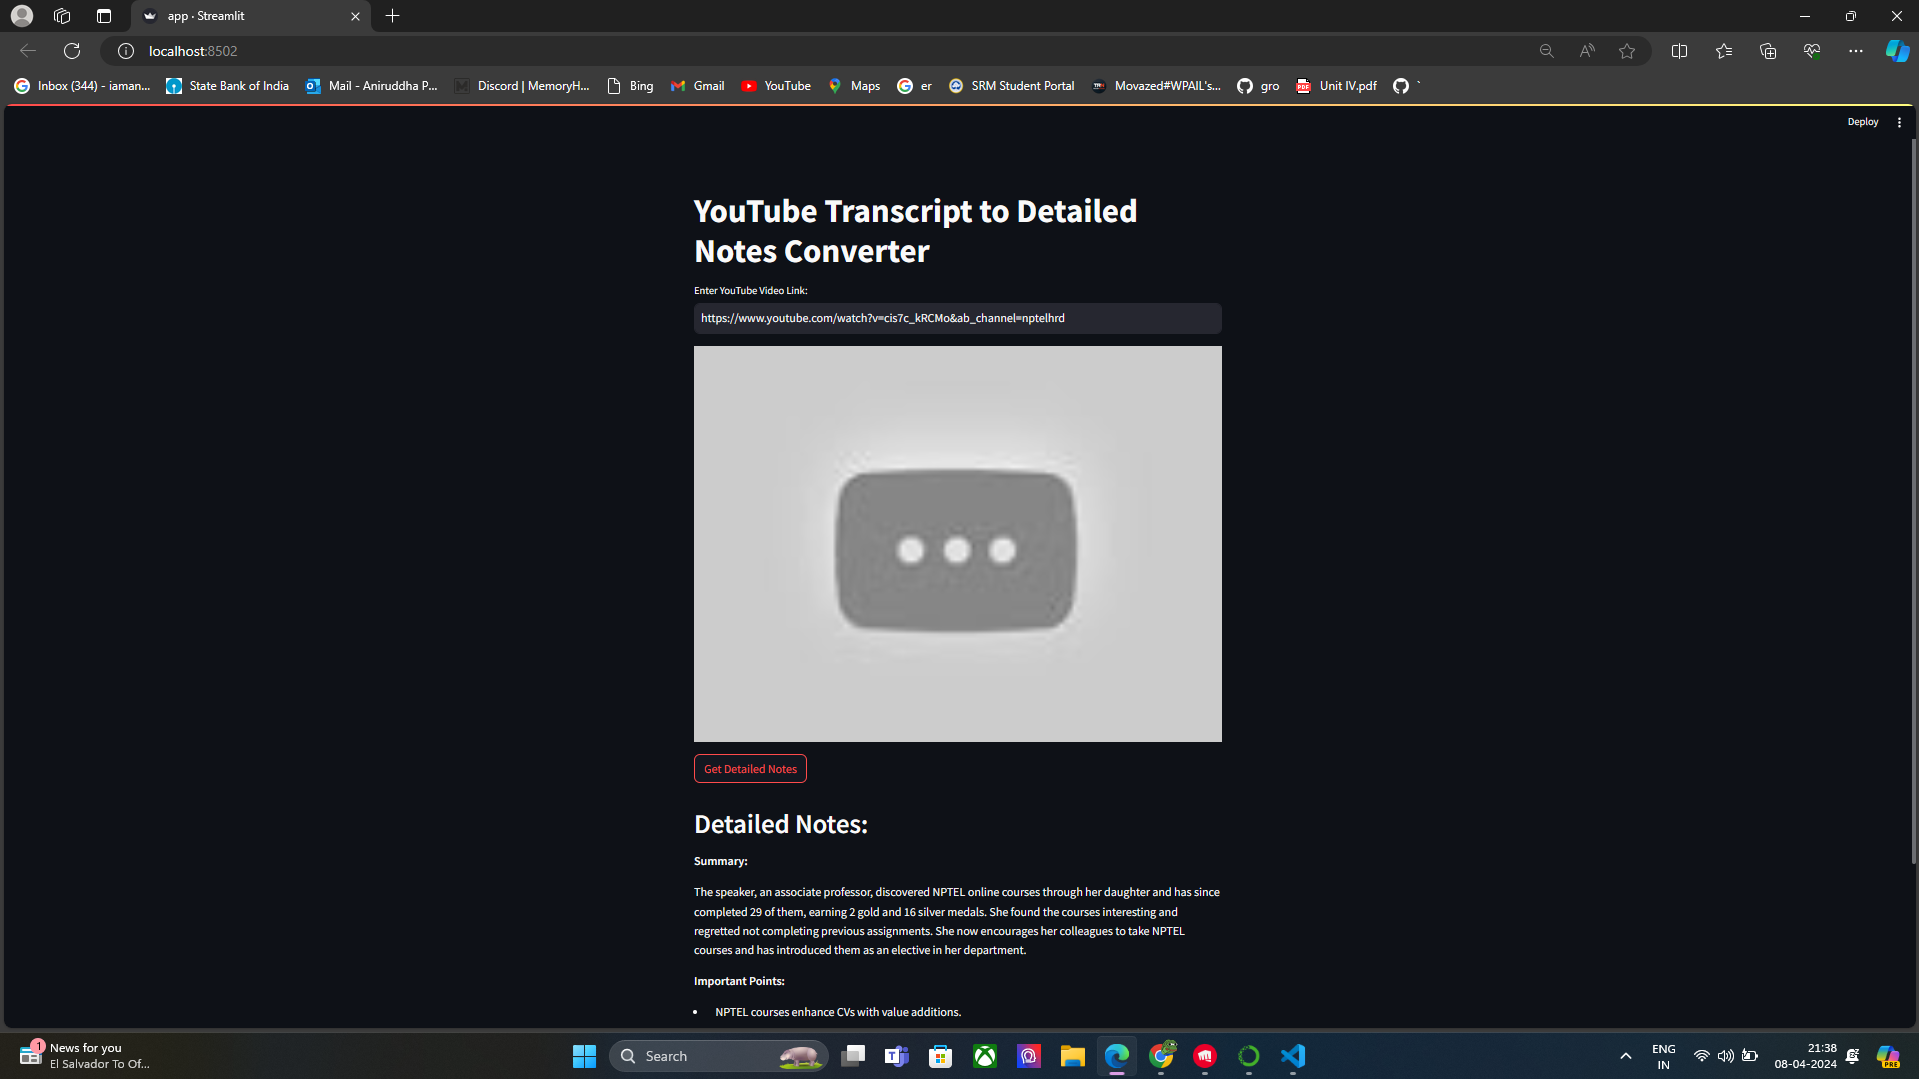 app · Streamlit
localhost:8502
Inbox (344) - iaman...
State Bank of India
Mail - Aniruddha P...
Discord | MemoryH...
Bing
Gmail
YouTube
Maps
er
SRM Student Portal
Movazed#WPAIL's...
gro
PDF
Unit IV.pdf
Deploy
YouTube Transcript to Detailed
Notes Converter
Enter YouTube Video Link:
https://www.youtube.com/watch?v=cis7c_kRCMo&ab_channel=nptelhrd
Get Detailed Notes
Detailed Notes:
Summary:
The speaker, an associate professor, discovered NPTEL online courses through her daughter and has since
completed 29 of them, earning 2 gold and 16 silver medals. She found the courses interesting and
regretted not completing previous assignments. She now encourages her colleagues to take NPTEL
courses and has introduced them as an elective in her department.
Important Points:
• NPTEL courses enhance CVs with value additions.
1
News for you
El Salvador To Of...
Search
ENG
IN
21:38
08-04-2024
PRE